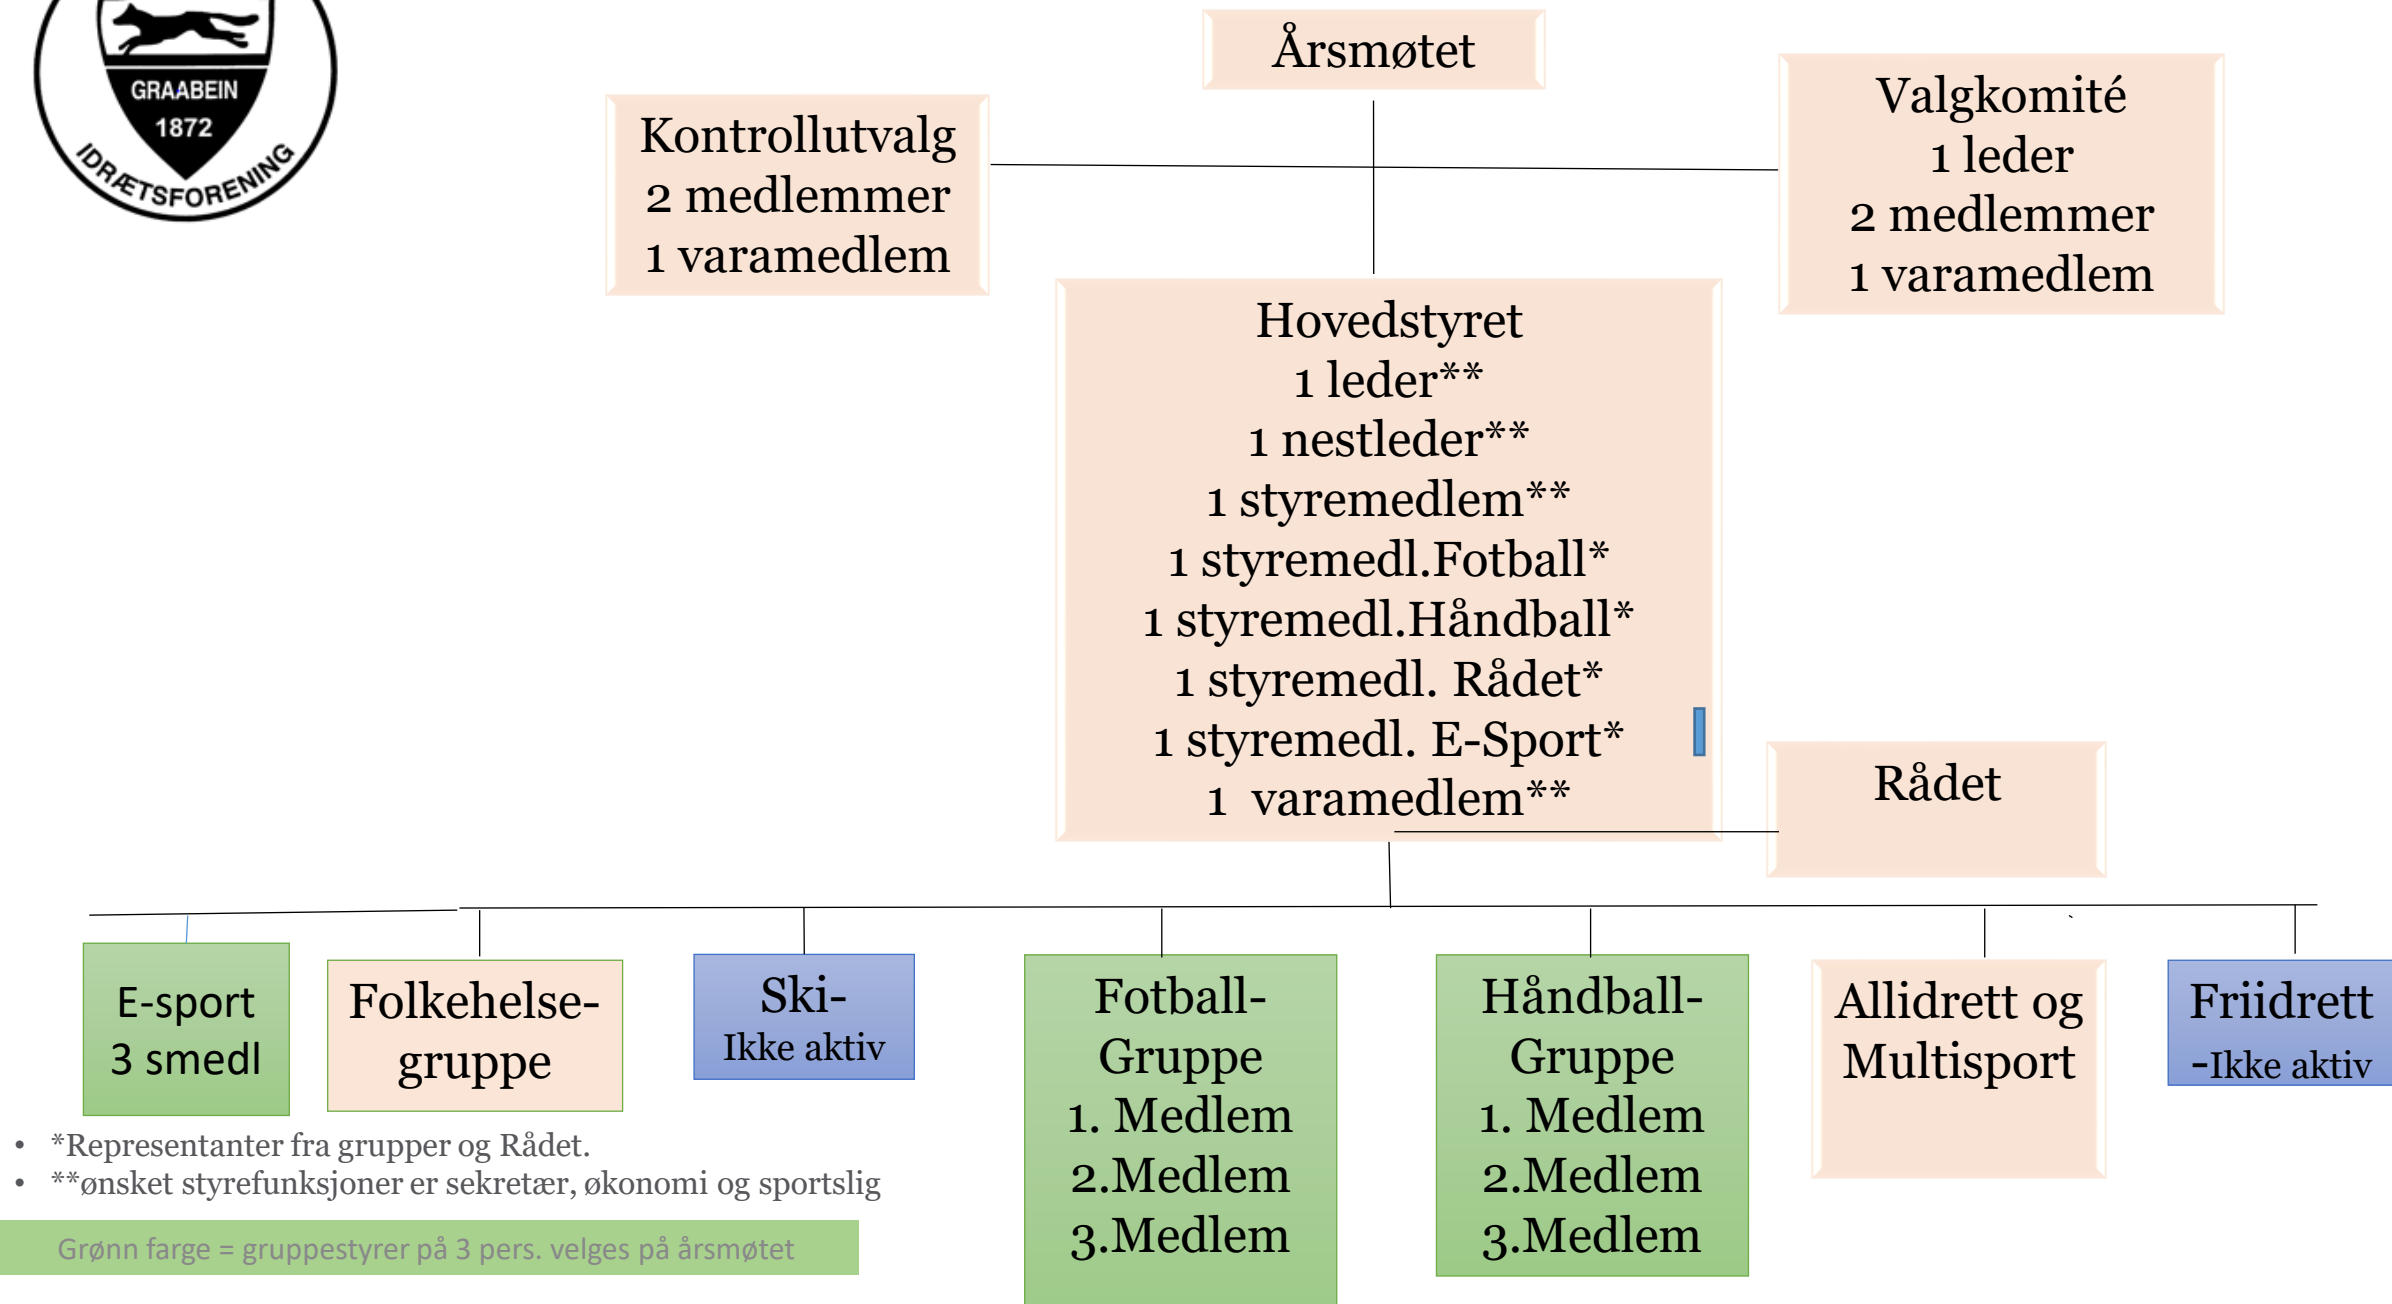 GRAABEIN
1872
IDRÆTSFORENING
Årsmøtet
Kontrollutvalg
2 medlemmer
1 varamedlem
Valgkomité
1 leder
2 medlemmer
1 varamedlem
Hovedstyret
1 leder**
1 nestleder**
1 styremedlem**
1 styremedl.Fotball*
1 styremedl.Håndball*
1 styremedl. Rådet*
1 styremedl. E-Sport*
1  varamedlem**
Rådet
E-sport
3 smedl
Folkehelse-
gruppe
Ski-
Ikke aktiv
Fotball-
Gruppe
1. Medlem
2.Medlem
3.Medlem
Håndball-
Gruppe
1. Medlem
2.Medlem
3.Medlem
Allidrett og
Multisport
Friidrett
-Ikke aktiv
• *Representanter fra grupper og Rådet.
• **ønsket styrefunksjoner er sekretær, økonomi og sportslig
Grønn farge = gruppestyrer på 3 pers. velges på årsmøtet